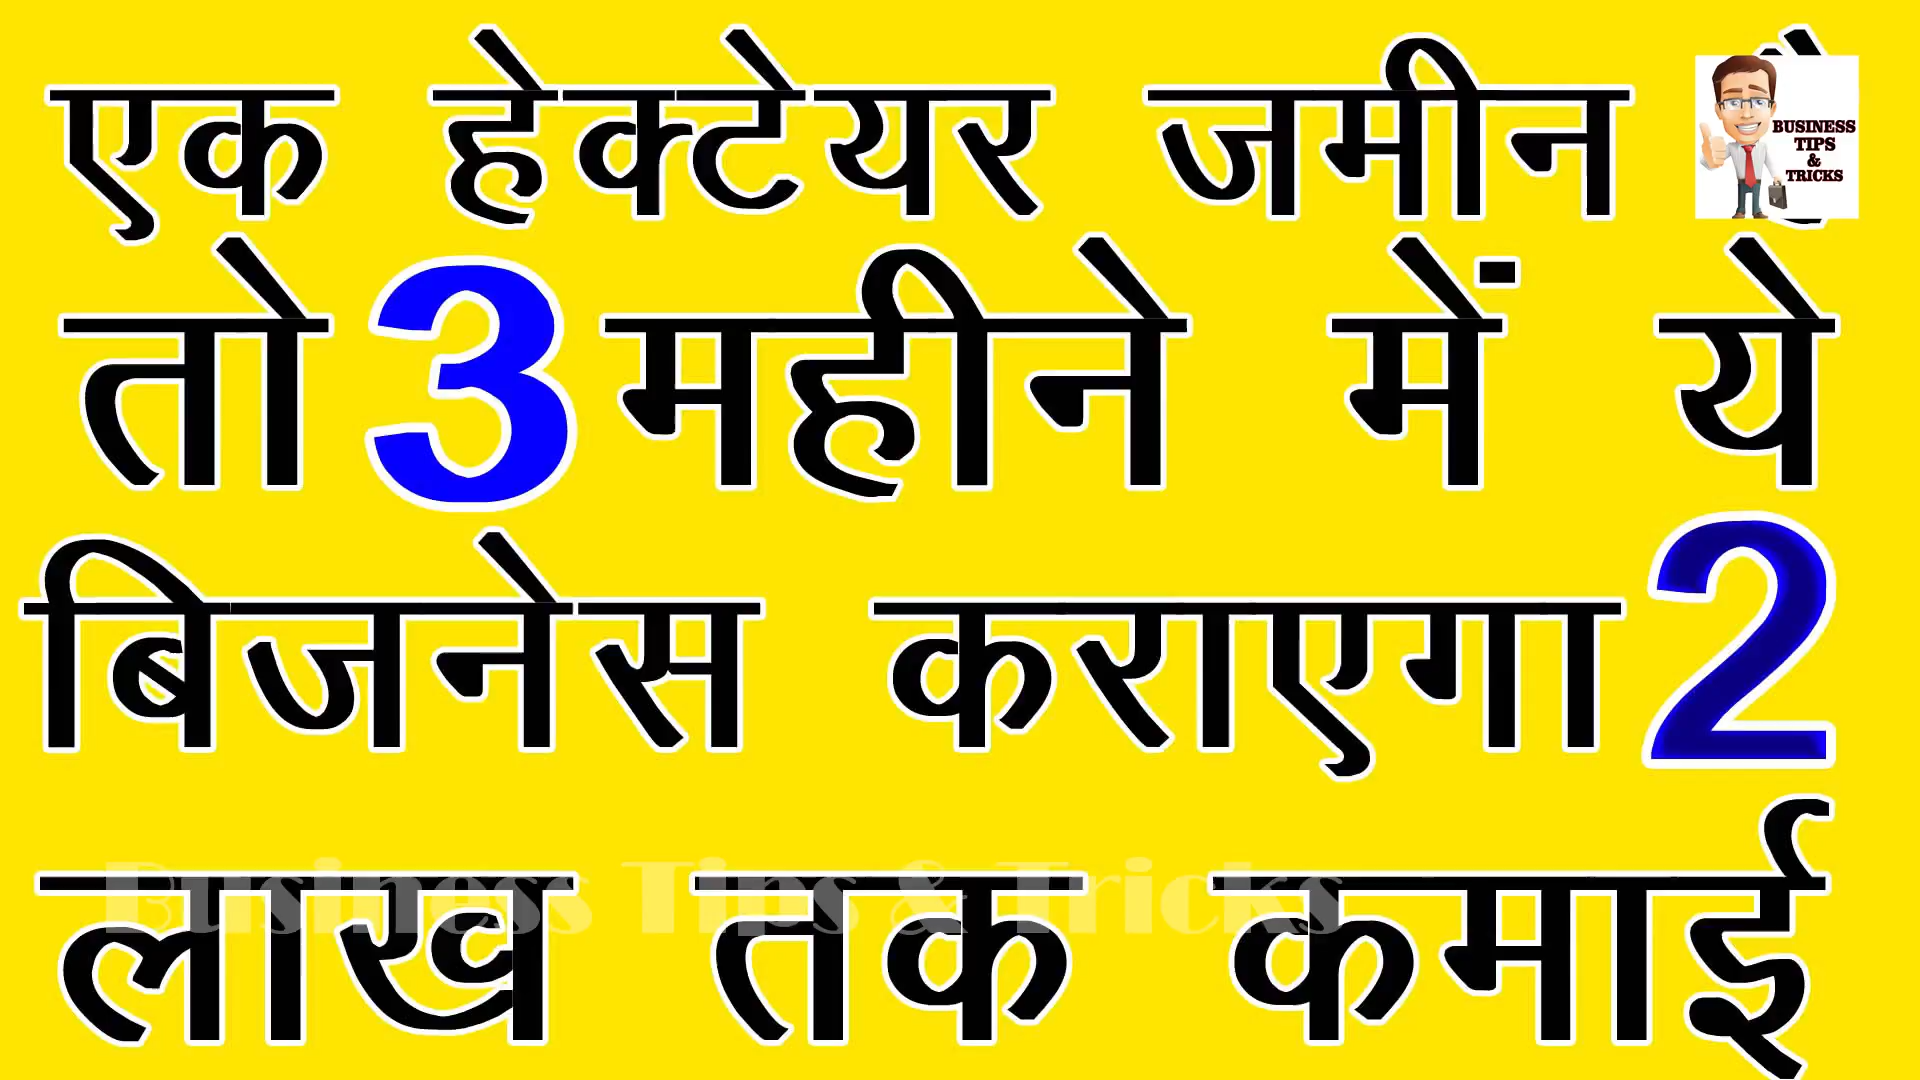 एक हेक्टेयर जमीन
BUSINESS
TIPS
&
TRICKS
तो 3 महीने में ये
बिजनेस कराएगा 2
लाख तक कमाई
Business Tips & Tricks